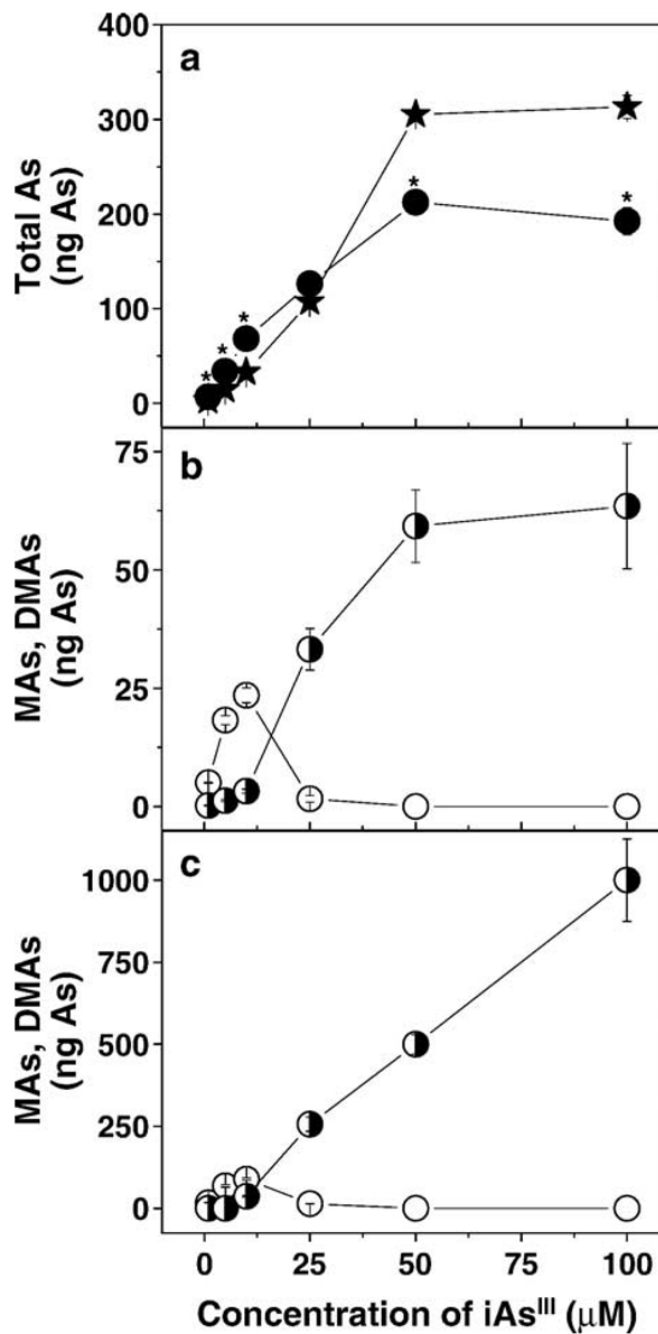 400
a
300
200
100
0
Total As
(ng As)
*
*
*
*
*
75
b
50
25
0
MAs, DMAs
(ng As)
c
1000
750
500
250
0
MAs, DMAs
(ng As)
0 25 50 75 100
Concentration of iAsᴵᴵᴵ (μM)